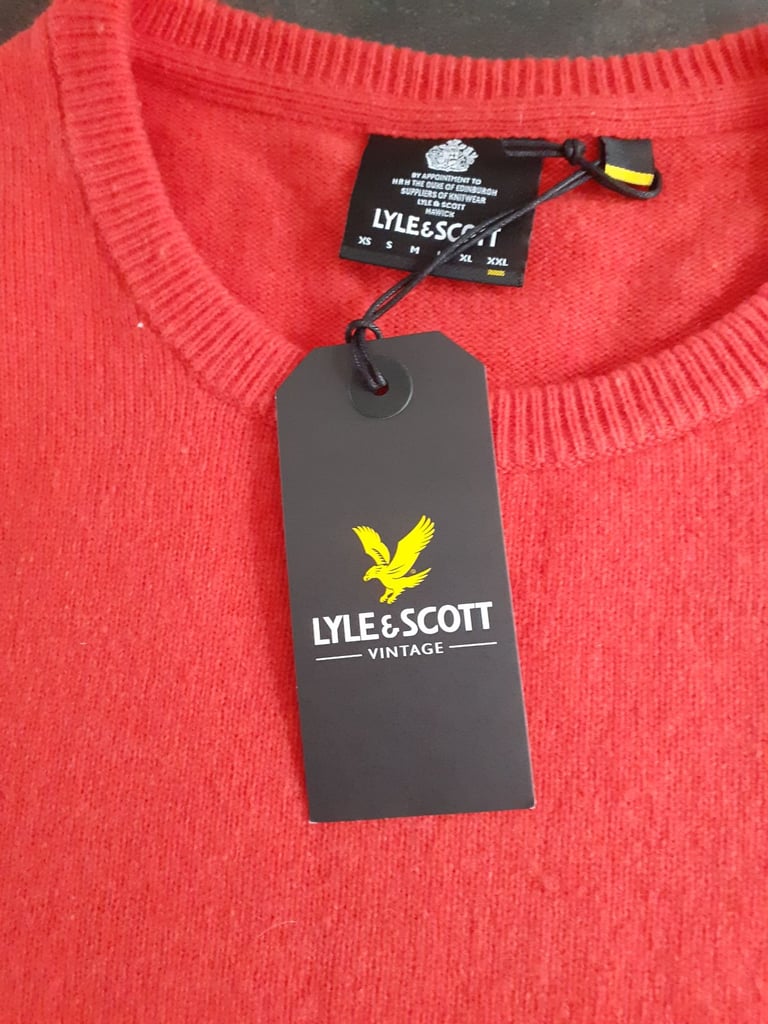 BY APPOINTMENT TO
HRH THE DUKE OF EDINBURGH
SUPPLIERS OF KNITWEAR
LYLE & SCOTT
HAWICK
LYLE & SCOTT
XS S M L XL XXL
LYLE & SCOTT
VINTAGE